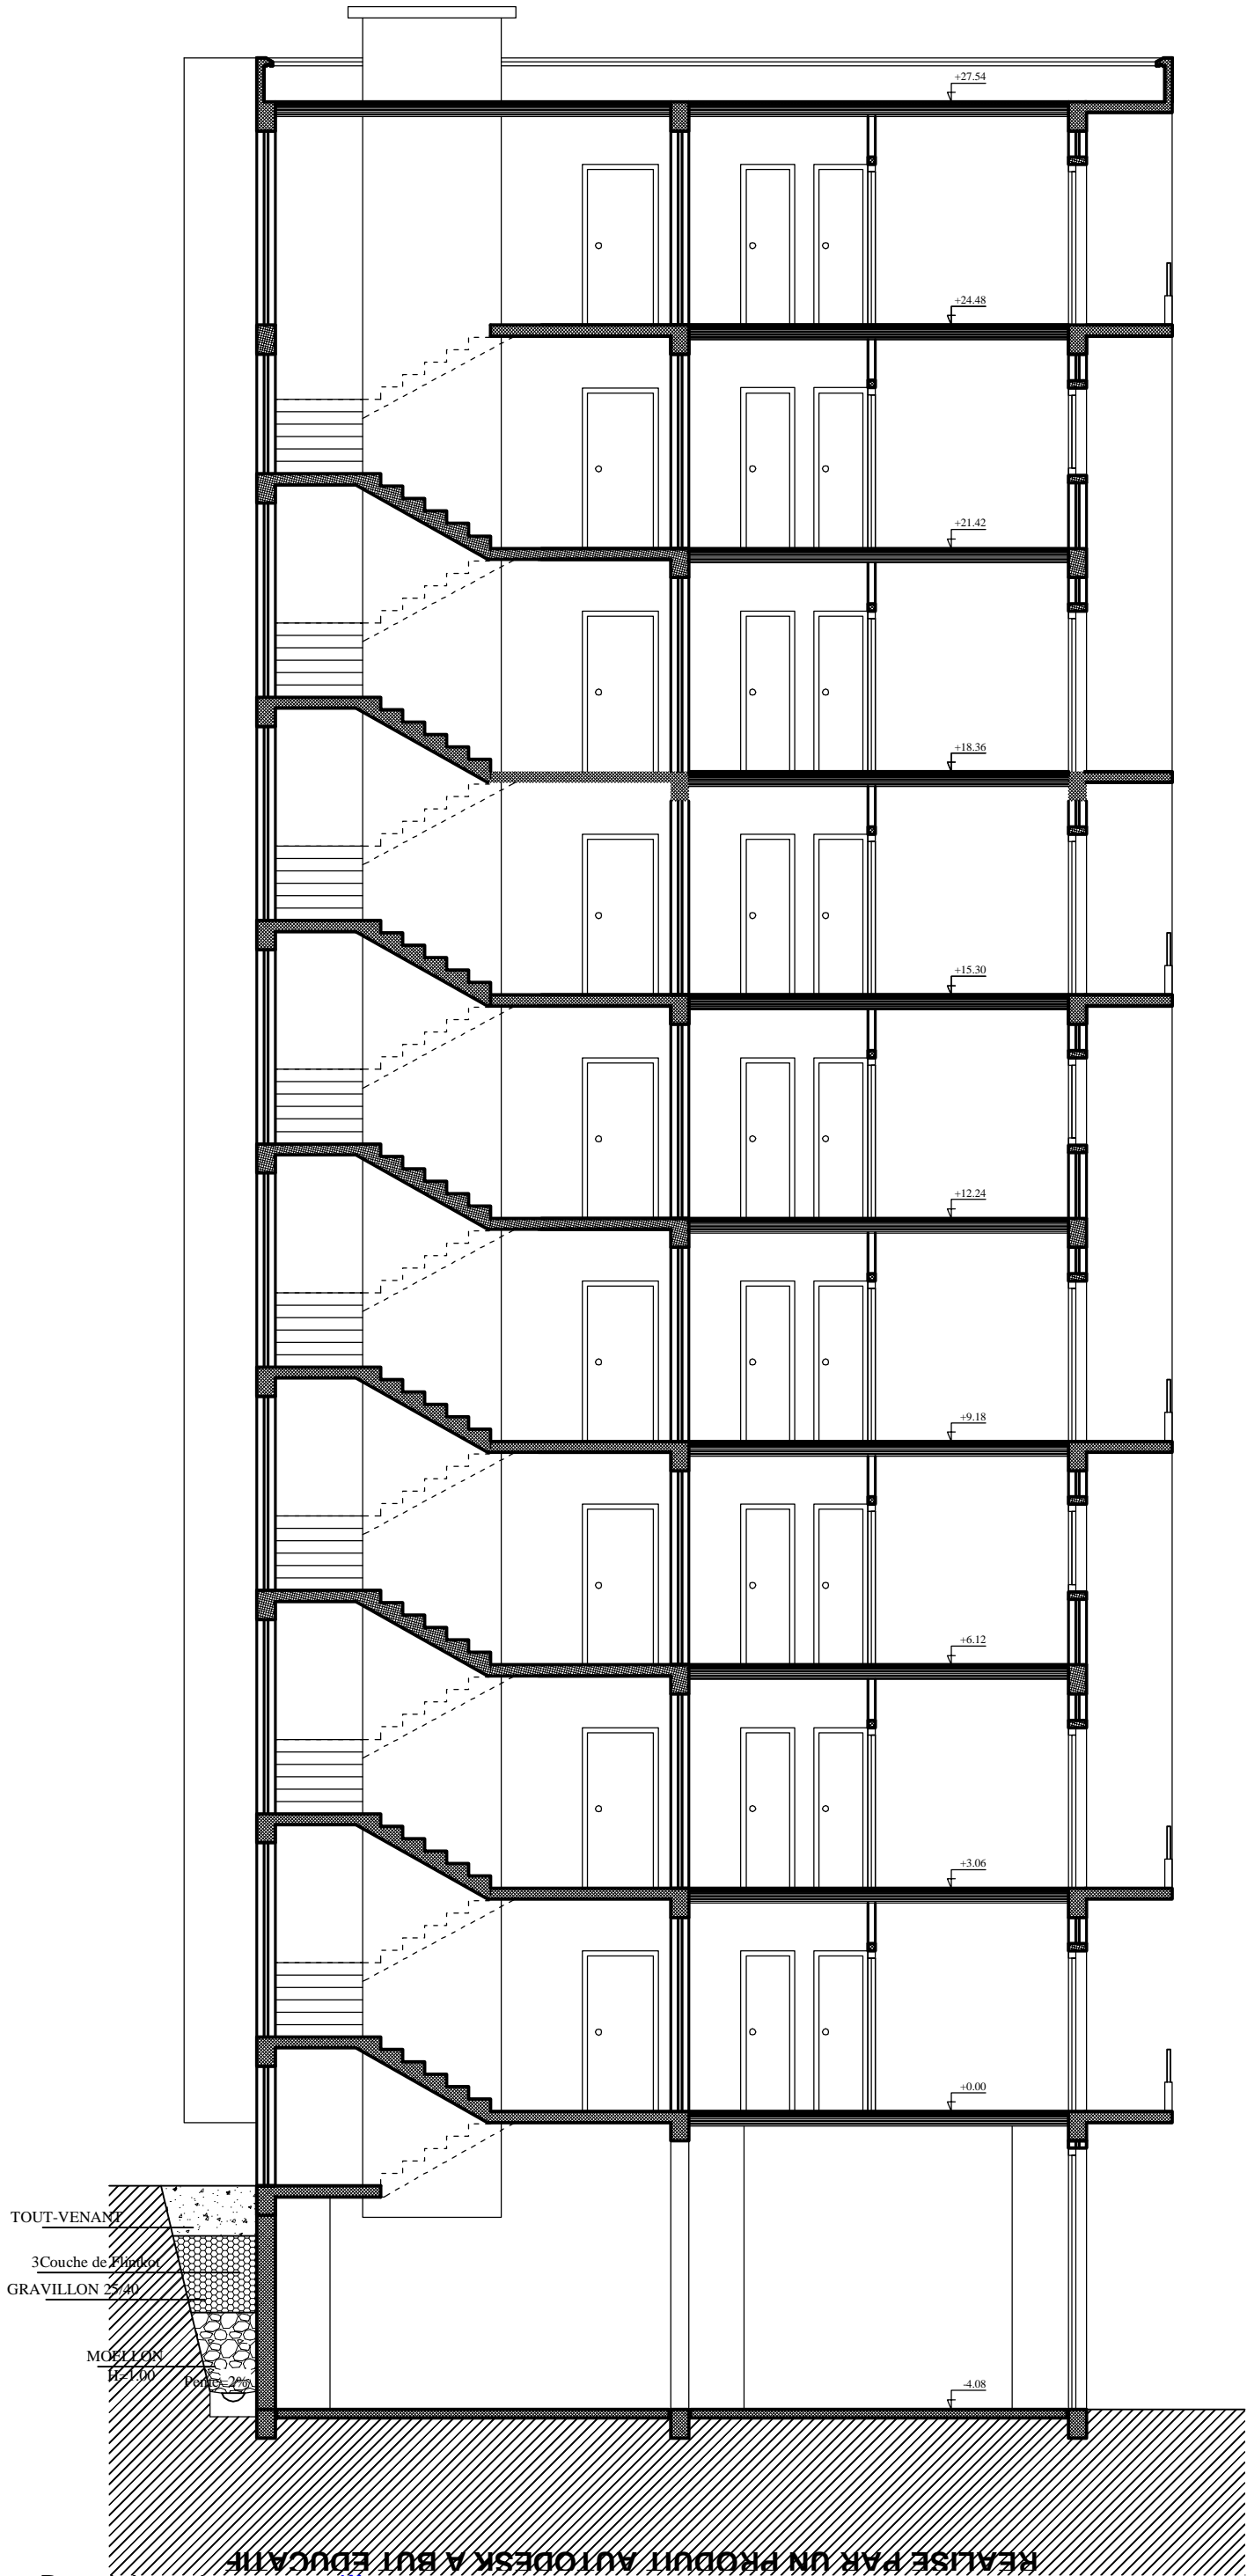 +27.54
+24.48
+21.42
+18.36
+15.30
+12.24
+9.18
+6.12
+3.06
+0.00
TOUT-VENANT
3Couche de Flintkot
GRAVILLON 25/40
MOELLON
H=1.00
Pente=2%
-4.08
REALISE PAR UN PRODUIT AUTODESK A BUT EDUCATIF